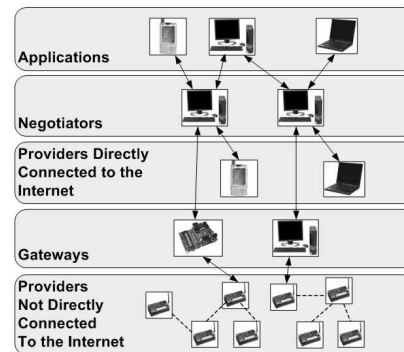 Applications
Negotiators
Providers Directly
Connected to the
Internet
Gateways
Providers
Not Directly
Connected
To the Internet